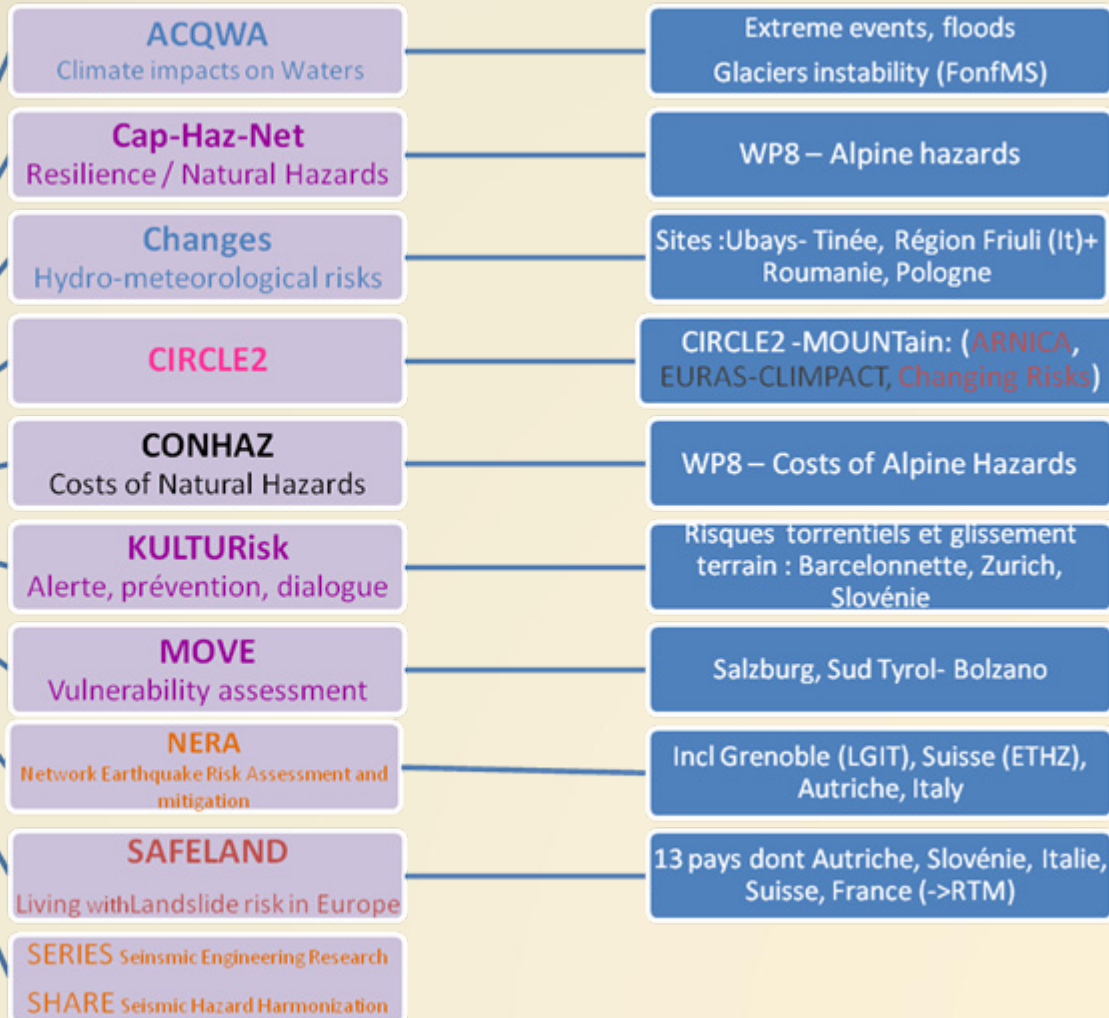 ACQWA
Climate impacts on Waters
Extreme events, floods
Glaciers instability (FonfMS)
Cap-Haz-Net
Resilience / Natural Hazards
WP8 – Alpine hazards
Changes
Hydro-meteorological risks
Sites :Ubays- Tinée, Région Friuli (It)+
Roumanie, Pologne
CIRCLE2
CIRCLE2 -MOUNTain: (ARNICA,
EURAS-CLIMPACT, Changing Risks)
CONHAZ
Costs of Natural Hazards
WP8 – Costs of Alpine Hazards
KULTURisk
Alerte, prévention, dialogue
Risques torrentiels et glissement
terrain : Barcelonnette, Zurich,
Slovénie
MOVE
Vulnerability assessment
Salzburg, Sud Tyrol- Bolzano
NERA
Network Earthquake Risk Assessment and
mitigation
Incl Grenoble (LGIT), Suisse (ETHZ),
Autriche, Italy
SAFELAND
Living withLandslide risk in Europe
13 pays dont Autriche, Slovénie, Italie,
Suisse, France (->RTM)
SERIES Seinsmic Engineering Research
SHARE Seismic Hazard Harmonization